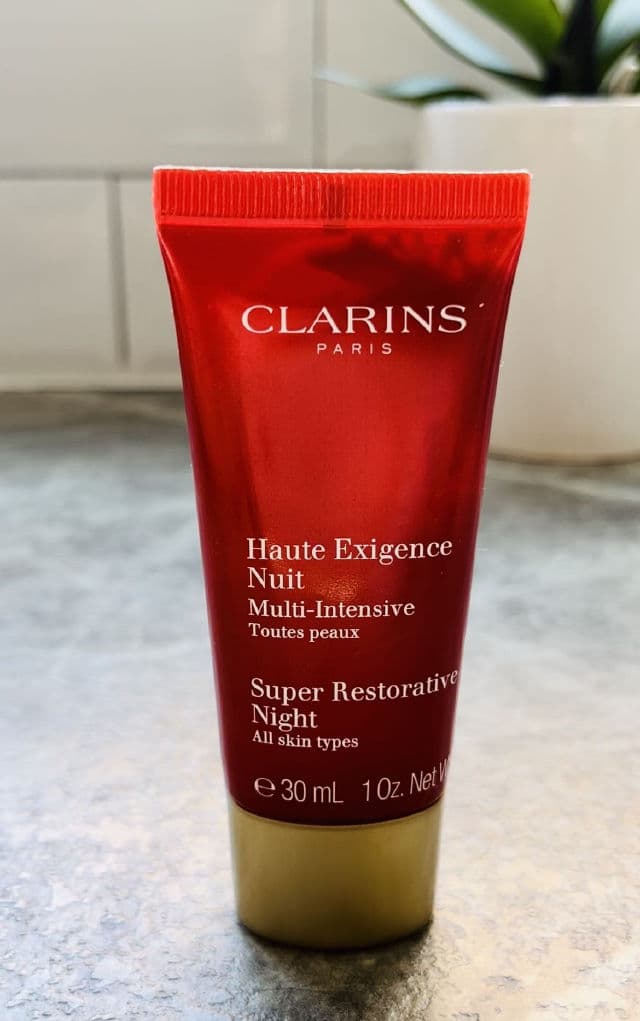 CLARINS
PARIS
Haute Exigence
Nuit
Multi-Intensive
Toutes peaux
Super Restorative
Night
All skin types
℮ 30 mL 1 Oz. Net